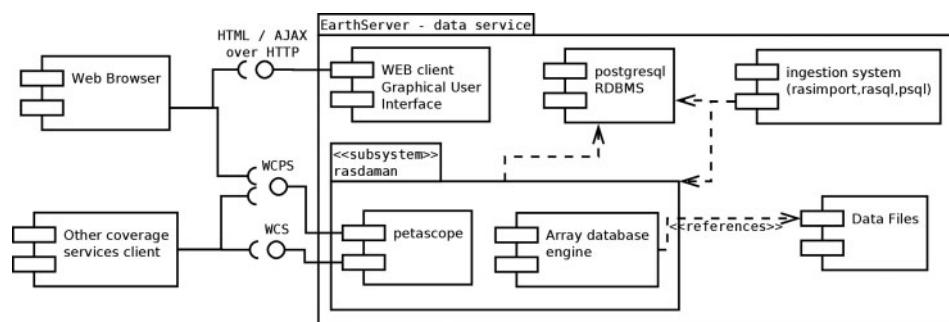 EarthServer - data service
HTML / AJAX
over HTTP
Web Browser
WEB client
Graphical User
Interface
postgresql
RDBMS
ingestion system
(rasimport,rasql,psql)
<<subsystem>>
rasdaman
WCPS
WCS
Other coverage
services client
petascope
Array database
engine
<<references>>
Data Files